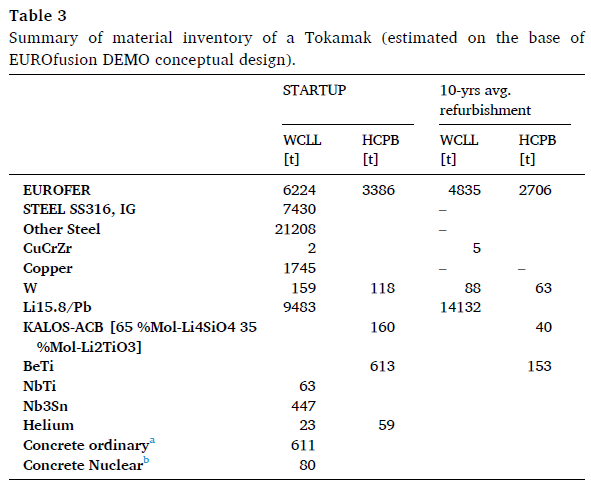 Table 3
Summary of material inventory of a Tokamak (estimated on the base of
EUROfusion DEMO conceptual design).
STARTUP 10-yrs avg.
refurbishment
WCLL HCPB WCLL HCPB
[t] [t] [t] [t]
EUROFER 6224 3386 4835 2706
STEEL SS316, IG 7430 –
Other Steel 21208 –
CuCrZr 2 5
Copper 1745 – –
W 159 118 88 63
Li15.8/Pb 9483 14132
KALOS-ACB [65 %Mol-Li4SiO4 35 160 40
%Mol-Li2TiO3]
BeTi 613 153
NbTi 63
Nb3Sn 447
Helium 23 59
Concrete ordinarya 611
Concrete Nuclearb 80